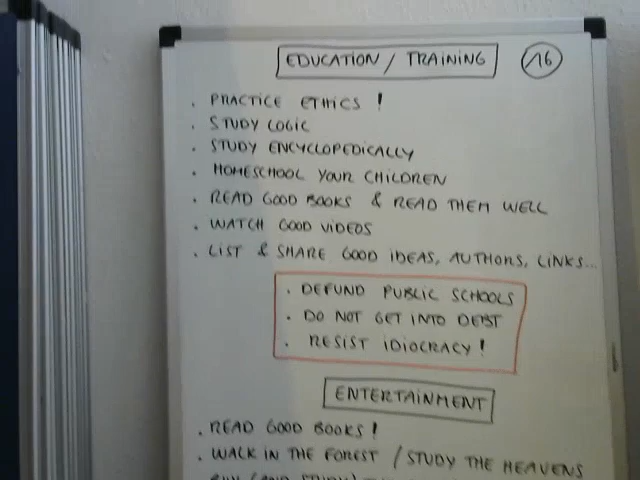 EDUCATION / TRAINING
16
. PRACTICE ETHICS !
. STUDY LOGIC
. STUDY ENCYCLOPEDICALLY
. HOMESCHOOL YOUR CHILDREN
. READ GOOD BOOKS & READ THEM WELL
. WATCH GOOD VIDEOS
. LIST & SHARE GOOD IDEAS, AUTHORS, LINKS...
. DEFUND PUBLIC SCHOOLS
. DO NOT GET INTO DEBT
. RESIST IDIOCRACY !
ENTERTAINMENT
. READ GOOD BOOKS !
. WALK IN THE FOREST / STUDY THE HEAVENS